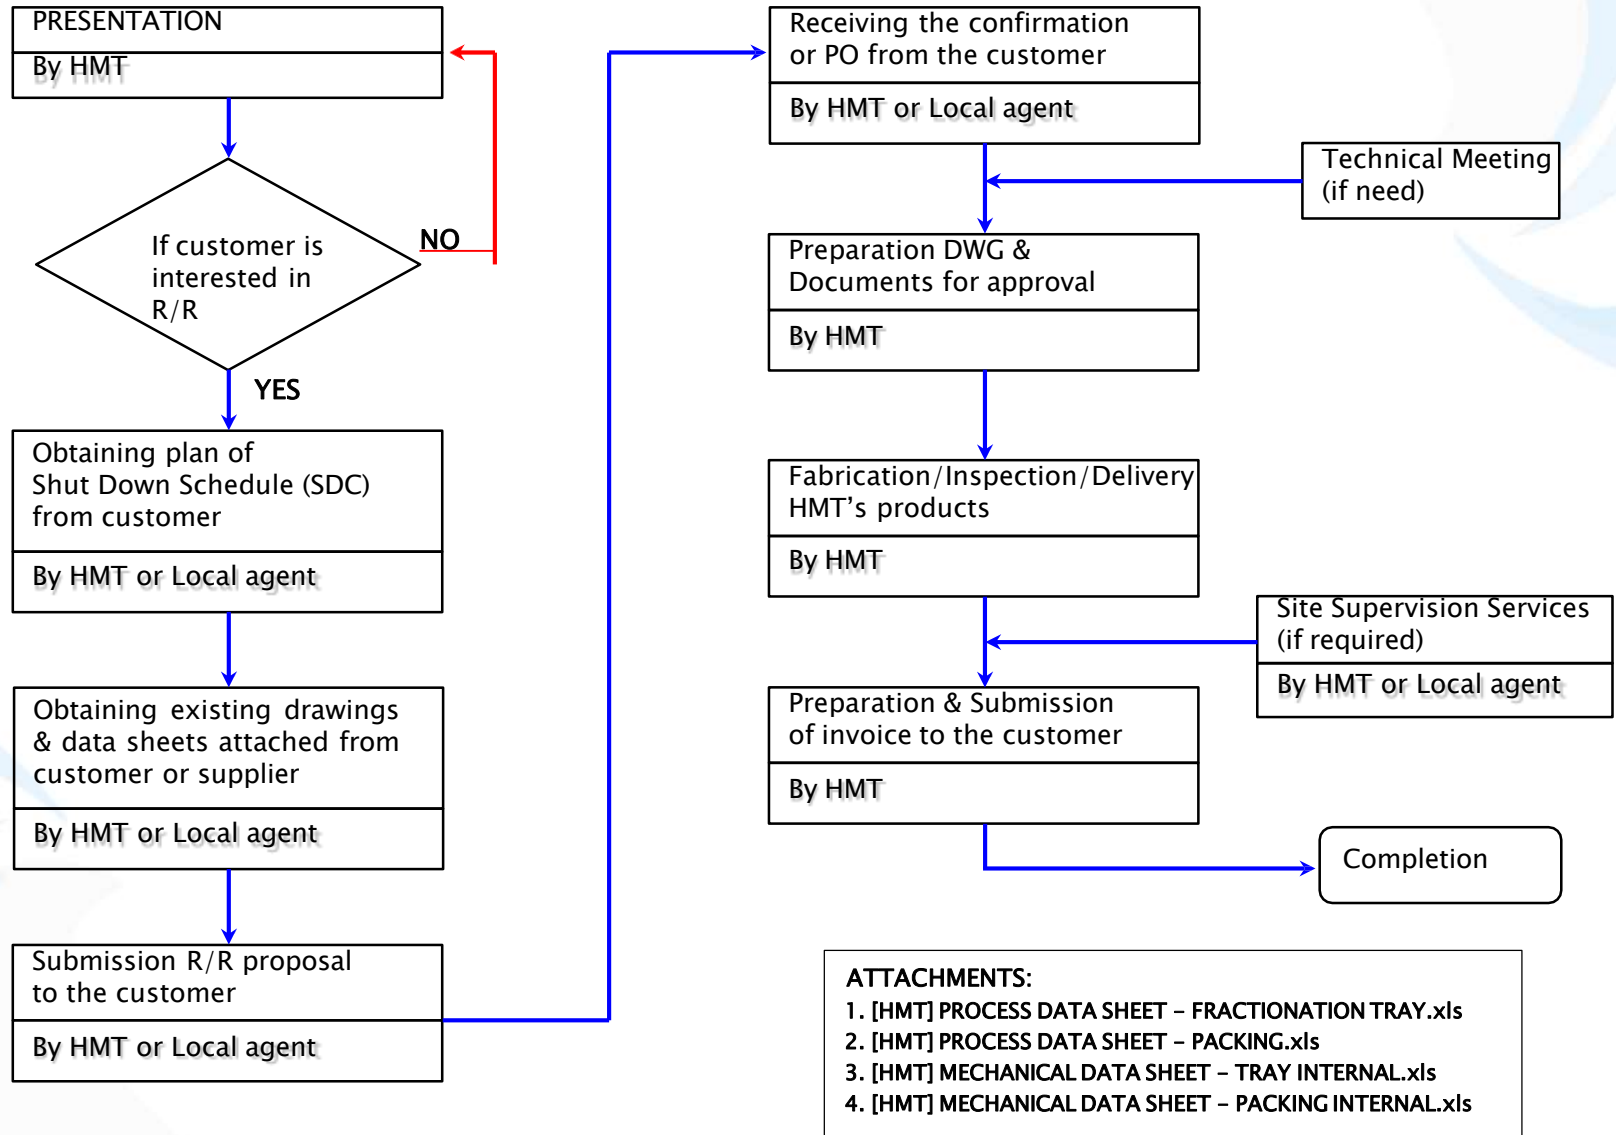 PRESENTATION
By HMT
If customer is
interested in
R/R
NO
YES
Obtaining plan of
Shut Down Schedule (SDC)
from customer
By HMT or Local agent
Obtaining existing drawings
& data sheets attached from
customer or supplier
By HMT or Local agent
Submission R/R proposal
to the customer
By HMT or Local agent
Receiving the confirmation
or PO from the customer
By HMT or Local agent
Technical Meeting
(if need)
Preparation DWG &
Documents for approval
By HMT
Fabrication/Inspection/Delivery
HMT’s products
By HMT
Site Supervision Services
(if required)
By HMT or Local agent
Preparation & Submission
of invoice to the customer
By HMT
Completion
ATTACHMENTS:
1. [HMT] PROCESS DATA SHEET – FRACTIONATION TRAY.xls
2. [HMT] PROCESS DATA SHEET – PACKING.xls
3. [HMT] MECHANICAL DATA SHEET – TRAY INTERNAL.xls
4. [HMT] MECHANICAL DATA SHEET – PACKING INTERNAL.xls